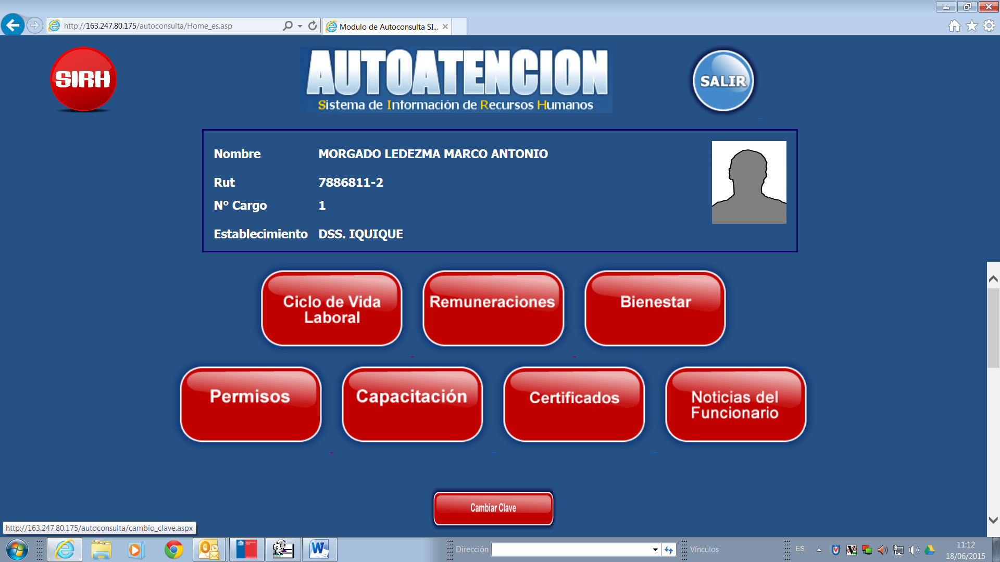 http://163.247.80.175/autoconsulta/Home_es.asp
Modulo de Autoconsulta SI...
SIRH
AUTOATENCION
Sistema de Información de Recursos Humanos
SALIR
Nombre MORGADO LEDEZMA MARCO ANTONIO
Rut 7886811-2
N° Cargo 1
Establecimiento DSS. IQUIQUE
Ciclo de Vida
Laboral
Remuneraciones
Bienestar
Permisos
Capacitación
Certificados
Noticias del
Funcionario
Cambiar Clave
http://163.247.80.175/autoconsulta/cambio_clave.aspx
Dirección
Vínculos
ES
11:12
18/06/2015